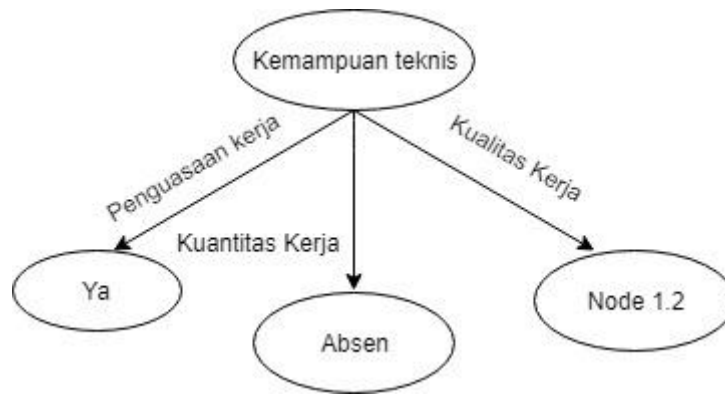 Kemampuan teknis
Penguasaan kerja
Kualitas Kerja
Kuantitas Kerja
Ya
Absen
Node 1.2